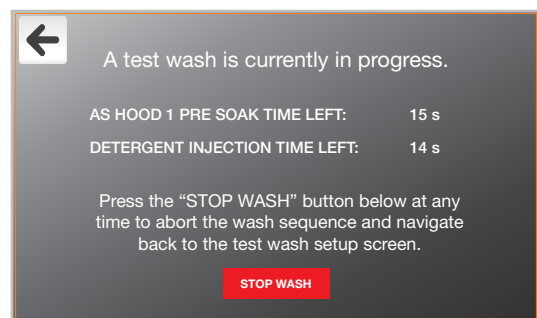 A test wash is currently in progress.
AS HOOD 1 PRE SOAK TIME LEFT: 15 s
DETERGENT INJECTION TIME LEFT: 14 s
Press the “STOP WASH” button below at any
time to abort the wash sequence and navigate
back to the test wash setup screen.
STOP WASH